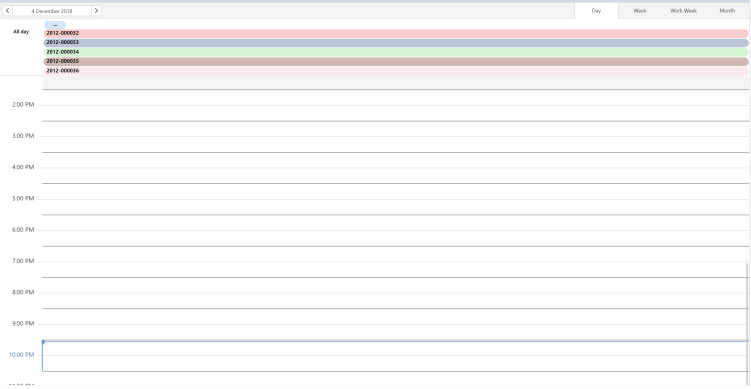 4 December 2018
Day
Week
Work Week
Month
All day
...
2012-000032
2012-000033
2012-000034
2012-000035
2012-000036
2:00 PM
3:00 PM
4:00 PM
5:00 PM
6:00 PM
7:00 PM
8:00 PM
9:00 PM
10:00 PM